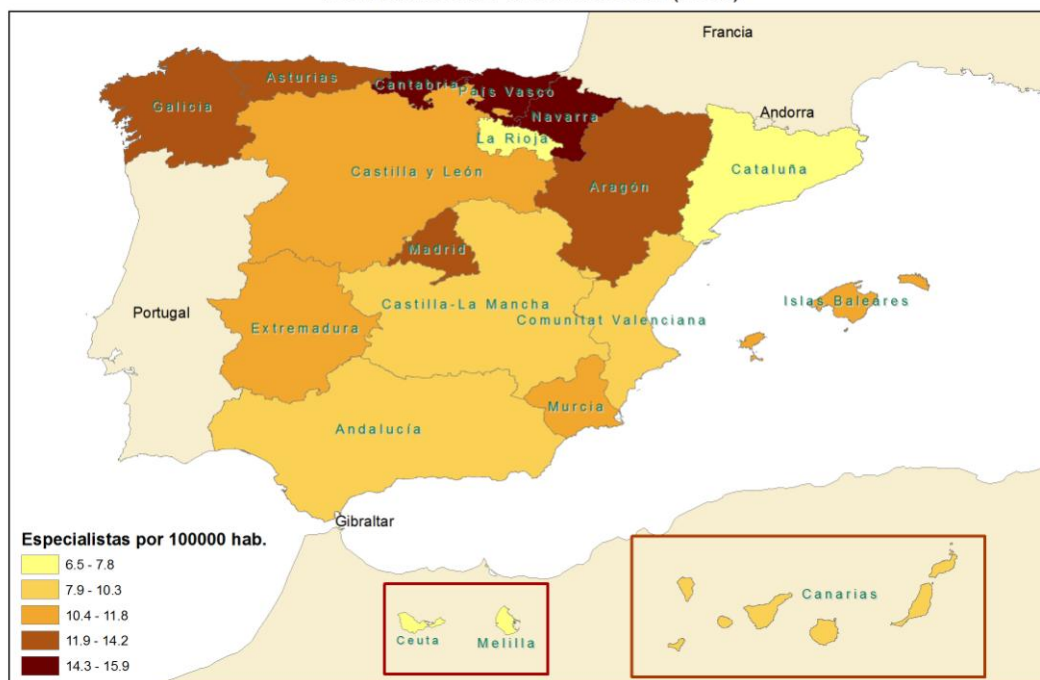 Francia
Asturias
Cantabria
País Vasco
Galicia
Navarra
Andorra
La Rioja
Castilla y León
Aragón
Cataluña
Madrid
Portugal
Castilla-La Mancha
Islas Baleares
Extremadura
Comunitat Valenciana
Murcia
Andalucía
Gibraltar
Especialistas por 100000 hab.
6.5 - 7.8
7.9 - 10.3
10.4 - 11.8
11.9 - 14.2
14.3 - 15.9
Ceuta
Melilla
Canarias